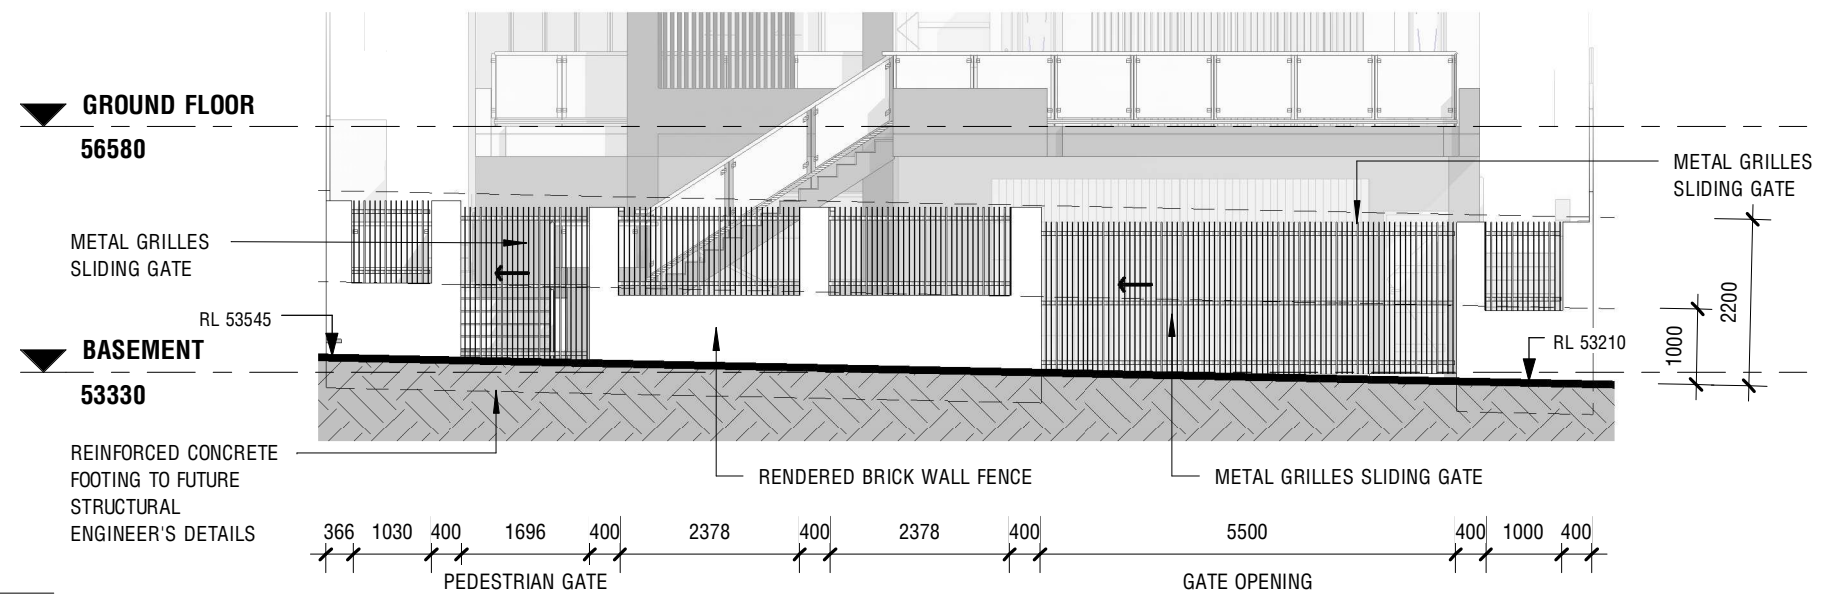 GROUND FLOOR
56580
METAL GRILLES
SLIDING GATE
METAL GRILLES
SLIDING GATE
RL 53545
BASEMENT
53330
2200
1000
RL 53210
REINFORCED CONCRETE
FOOTING TO FUTURE
STRUCTURAL
ENGINEER'S DETAILS
RENDERED BRICK WALL FENCE
METAL GRILLES SLIDING GATE
366 1030 400 1696 400 2378 400 2378 400 5500 400 1000 400
PEDESTRIAN GATE
GATE OPENING